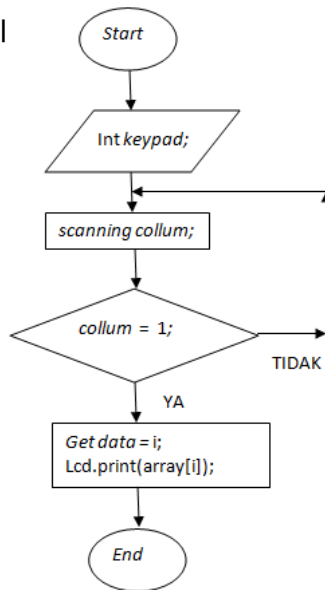 l
Start
Int keypad;
scanning collum;
collum = 1;
TIDAK
YA
Get data = i;
Lcd.print(array[i]);
End